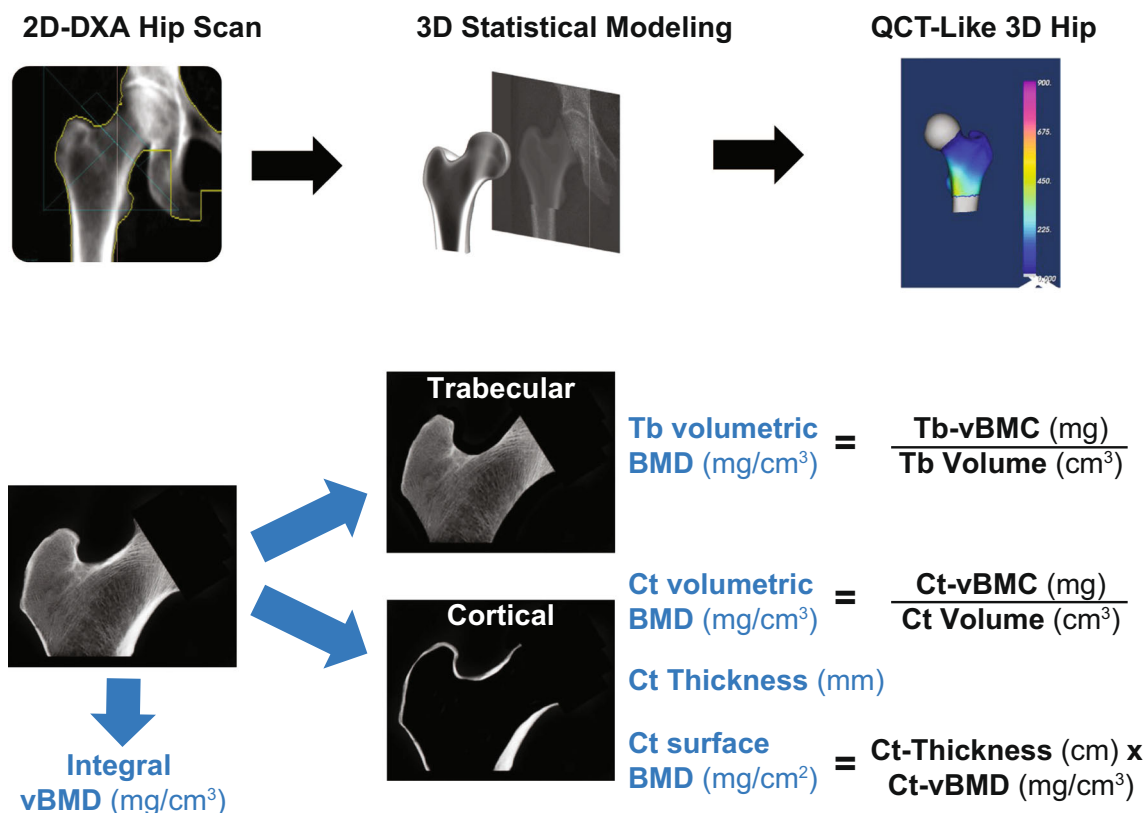 2D-DXA Hip Scan
3D Statistical Modeling
QCT-Like 3D Hip
900.
675.
450.
225.
Trabecular
Tb volumetric
BMD (mg/cm³)
=
Tb-vBMC (mg)
Tb Volume (cm³)
Cortical
Ct volumetric
BMD (mg/cm³)
=
Ct-vBMC (mg)
Ct Volume (cm³)
Ct Thickness (mm)
Ct surface
BMD (mg/cm²)
=
Ct-Thickness (cm) x
Ct-vBMD (mg/cm³)
Integral
vBMD (mg/cm³)